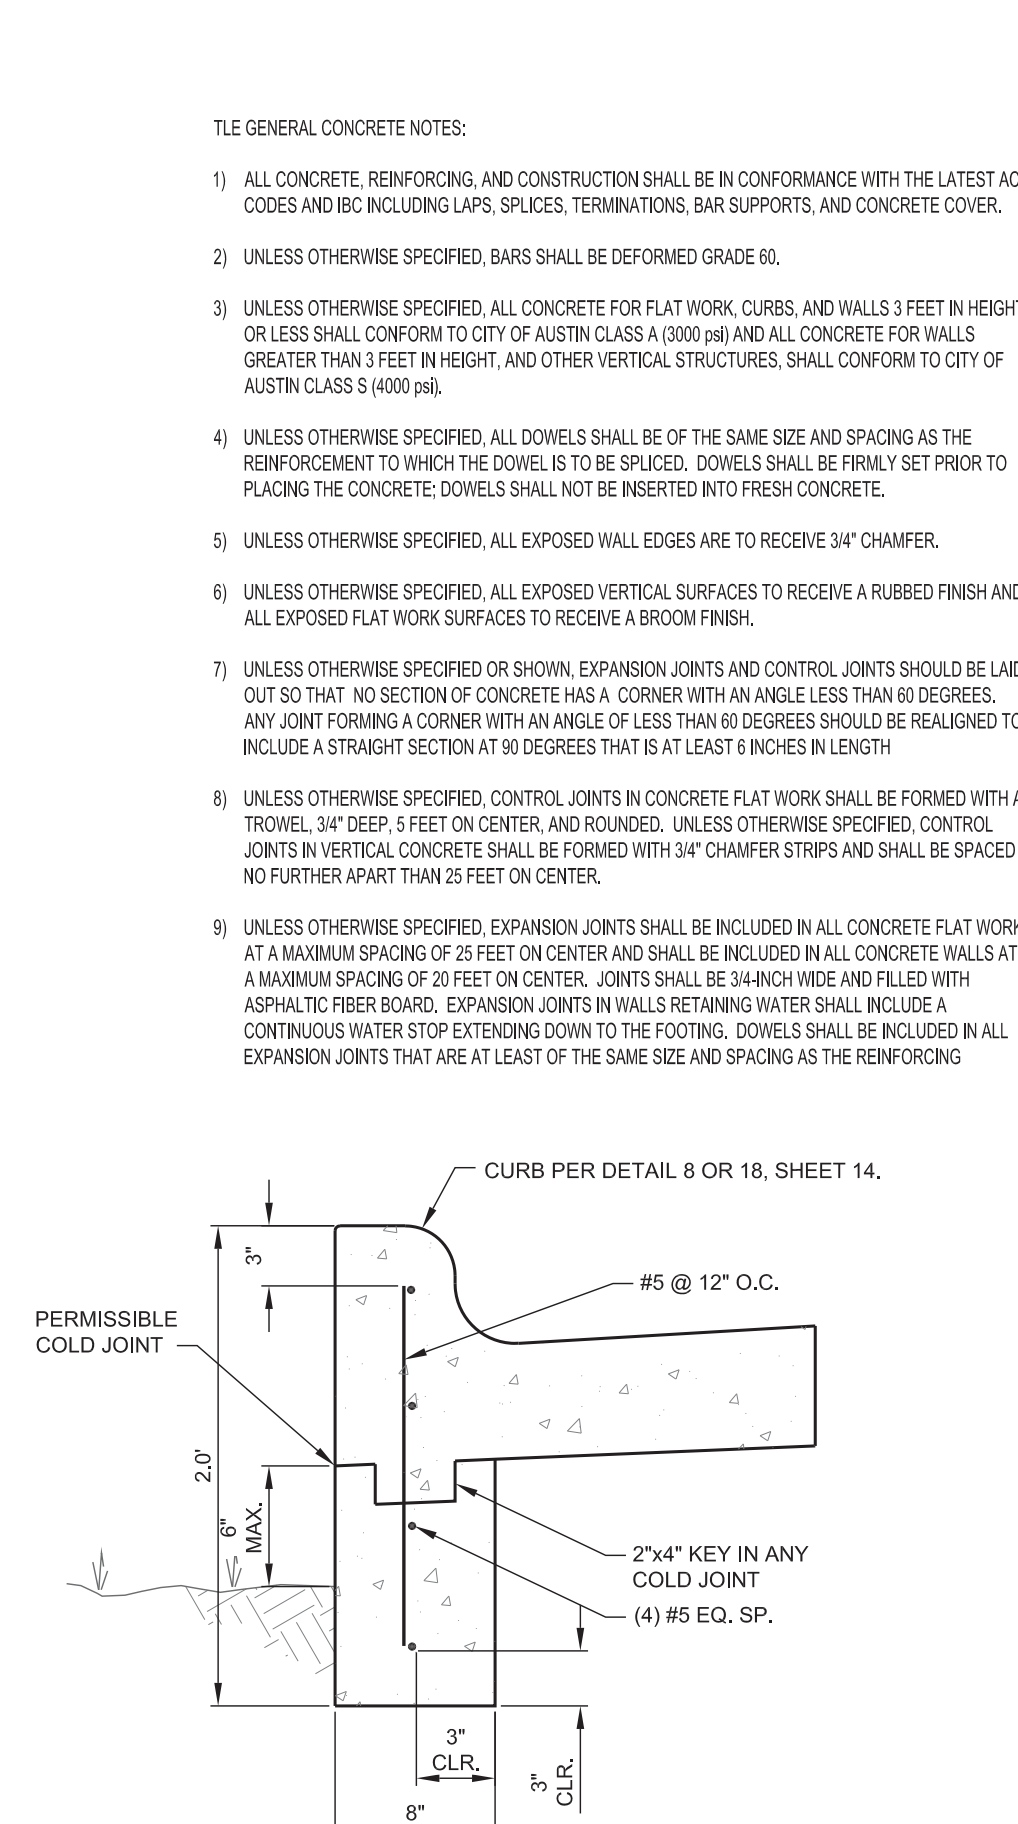 TLE GENERAL CONCRETE NOTES:
1) ALL CONCRETE, REINFORCING, AND CONSTRUCTION SHALL BE IN CONFORMANCE WITH THE LATEST AC
CODES AND IBC INCLUDING LAPS, SPLICES, TERMINATIONS, BAR SUPPORTS, AND CONCRETE COVER.
2) UNLESS OTHERWISE SPECIFIED, BARS SHALL BE DEFORMED GRADE 60.
3) UNLESS OTHERWISE SPECIFIED, ALL CONCRETE FOR FLAT WORK, CURBS, AND WALLS 3 FEET IN HEIGHT
OR LESS SHALL CONFORM TO CITY OF AUSTIN CLASS A (3000 psi) AND ALL CONCRETE FOR WALLS
GREATER THAN 3 FEET IN HEIGHT, AND OTHER VERTICAL STRUCTURES, SHALL CONFORM TO CITY OF
AUSTIN CLASS S (4000 psi).
4) UNLESS OTHERWISE SPECIFIED, ALL DOWELS SHALL BE OF THE SAME SIZE AND SPACING AS THE
REINFORCEMENT TO WHICH THE DOWEL IS TO BE SPLICED. DOWELS SHALL BE FIRMLY SET PRIOR TO
PLACING THE CONCRETE; DOWELS SHALL NOT BE INSERTED INTO FRESH CONCRETE.
5) UNLESS OTHERWISE SPECIFIED, ALL EXPOSED WALL EDGES ARE TO RECEIVE 3/4" CHAMFER.
6) UNLESS OTHERWISE SPECIFIED, ALL EXPOSED VERTICAL SURFACES TO RECEIVE A RUBBED FINISH AND
ALL EXPOSED FLAT WORK SURFACES TO RECEIVE A BROOM FINISH.
7) UNLESS OTHERWISE SPECIFIED OR SHOWN, EXPANSION JOINTS AND CONTROL JOINTS SHOULD BE LAID
OUT SO THAT NO SECTION OF CONCRETE HAS A CORNER WITH AN ANGLE LESS THAN 60 DEGREES.
ANY JOINT FORMING A CORNER WITH AN ANGLE OF LESS THAN 60 DEGREES SHOULD BE REALIGNED TO
INCLUDE A STRAIGHT SECTION AT 90 DEGREES THAT IS AT LEAST 6 INCHES IN LENGTH
8) UNLESS OTHERWISE SPECIFIED, CONTROL JOINTS IN CONCRETE FLAT WORK SHALL BE FORMED WITH A
TROWEL, 3/4" DEEP, 5 FEET ON CENTER, AND ROUNDED. UNLESS OTHERWISE SPECIFIED, CONTROL
JOINTS IN VERTICAL CONCRETE SHALL BE FORMED WITH 3/4" CHAMFER STRIPS AND SHALL BE SPACED
NO FURTHER APART THAN 25 FEET ON CENTER.
9) UNLESS OTHERWISE SPECIFIED, EXPANSION JOINTS SHALL BE INCLUDED IN ALL CONCRETE FLAT WORK
AT A MAXIMUM SPACING OF 25 FEET ON CENTER AND SHALL BE INCLUDED IN ALL CONCRETE WALLS AT
A MAXIMUM SPACING OF 20 FEET ON CENTER. JOINTS SHALL BE 3/4-INCH WIDE AND FILLED WITH
ASPHALTIC FIBER BOARD. EXPANSION JOINTS IN WALLS RETAINING WATER SHALL INCLUDE A
CONTINUOUS WATER STOP EXTENDING DOWN TO THE FOOTING. DOWELS SHALL BE INCLUDED IN ALL
EXPANSION JOINTS THAT ARE AT LEAST OF THE SAME SIZE AND SPACING AS THE REINFORCING
CURB PER DETAIL 8 OR 18, SHEET 14.
3"
#5 @ 12" O.C.
PERMISSIBLE
COLD JOINT
2.0'
6"
MAX.
2"x4" KEY IN ANY
COLD JOINT
(4) #5 EQ. SP.
3"
CLR.
3"
CLR.
8"